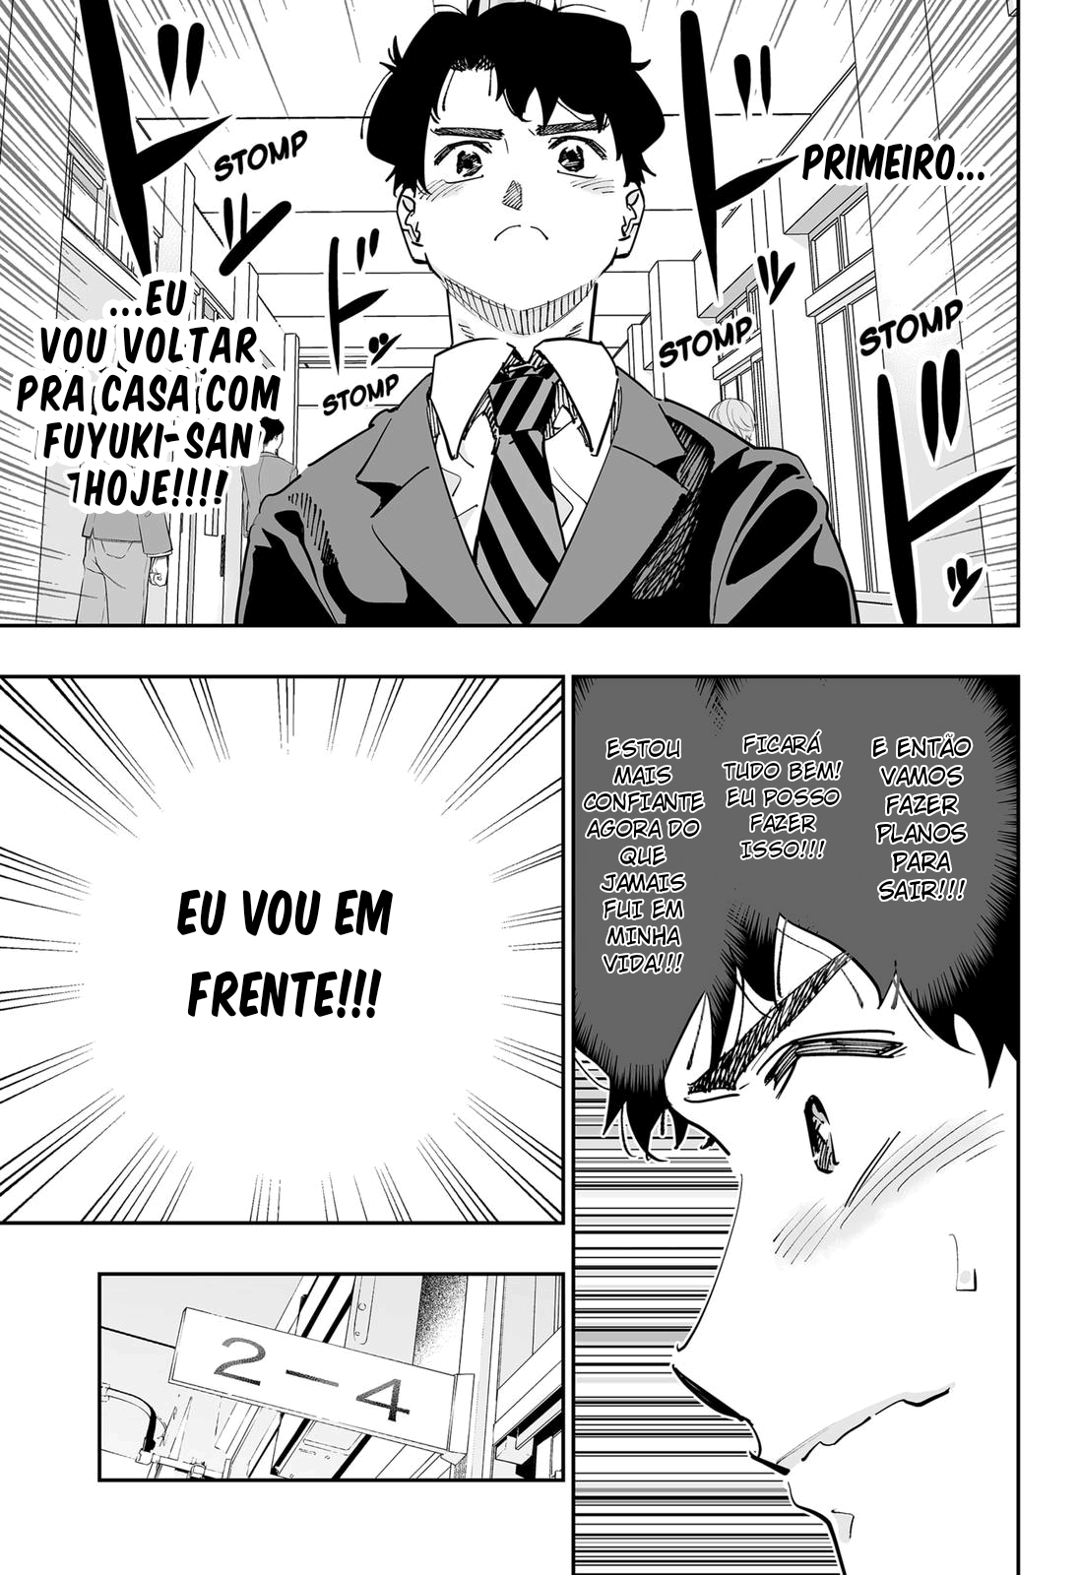 PRIMEIRO...
STOMP
STOMP
STOMP
STOMP
ドッ
ドッ
ドッ
ドッ
...EU
VOU VOLTAR
PRA CASA COM
FUYUKI-SAN
HOJE!!!!
E ENTÃO
VAMOS
FAZER
PLANOS
PARA
SAIR!!!
FICARÁ
TUDO BEM!
EU POSSO
FAZER
ISSO!!!
ESTOU
MAIS
CONFIANTE
AGORA DO
QUE
JAMAIS
FUI EM
MINHA
VIDA!!!
EU VOU EM
FRENTE!!!
2-4